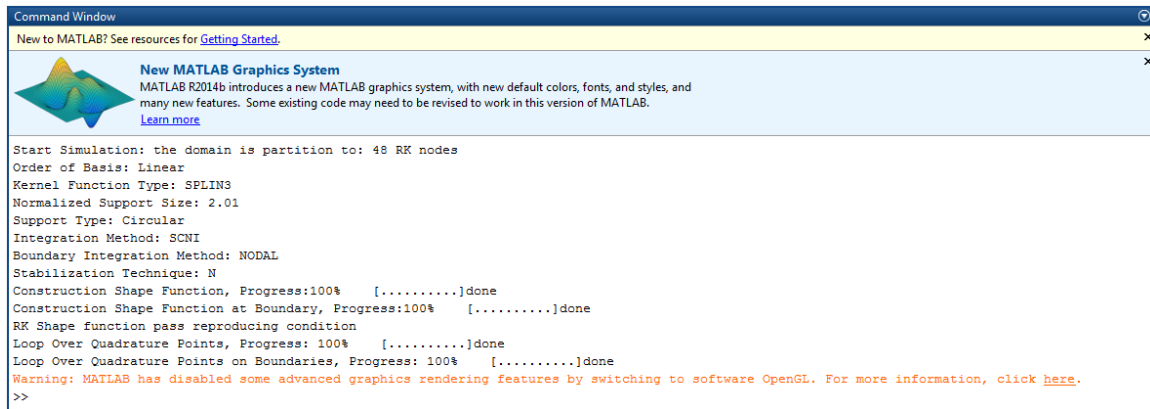 Command Window
New to MATLAB? See resources for Getting Started.
New MATLAB Graphics System
MATLAB R2014b introduces a new MATLAB graphics system, with new default colors, fonts, and styles, and
many new features. Some existing code may need to be revised to work in this version of MATLAB.
Learn more
Start Simulation: the domain is partition to: 48 RK nodes
Order of Basis: Linear
Kernel Function Type: SPLIN3
Normalized Support Size: 2.01
Support Type: Circular
Integration Method: SCNI
Boundary Integration Method: NODAL
Stabilization Technique: N
Construction Shape Function, Progress:100%    [..........]done
Construction Shape Function at Boundary, Progress:100%    [..........]done
RK Shape function pass reproducing condition
Loop Over Quadrature Points, Progress: 100%    [..........]done
Loop Over Quadrature Points on Boundaries, Progress: 100%    [..........]done
Warning: MATLAB has disabled some advanced graphics rendering features by switching to software OpenGL. For more information, click here.
>>